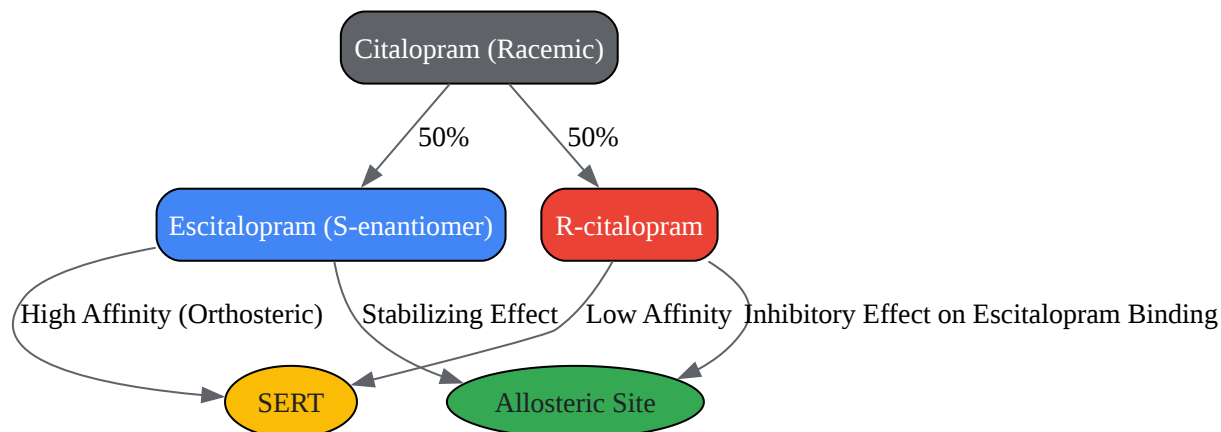 Citalopram (Racemic)
50%
50%
Escitalopram (S-enantiomer)
R-citalopram
High Affinity (Orthosteric)
Stabilizing Effect
Low Affinity
Inhibitory Effect on Escitalopram Binding
SERT
Allosteric Site